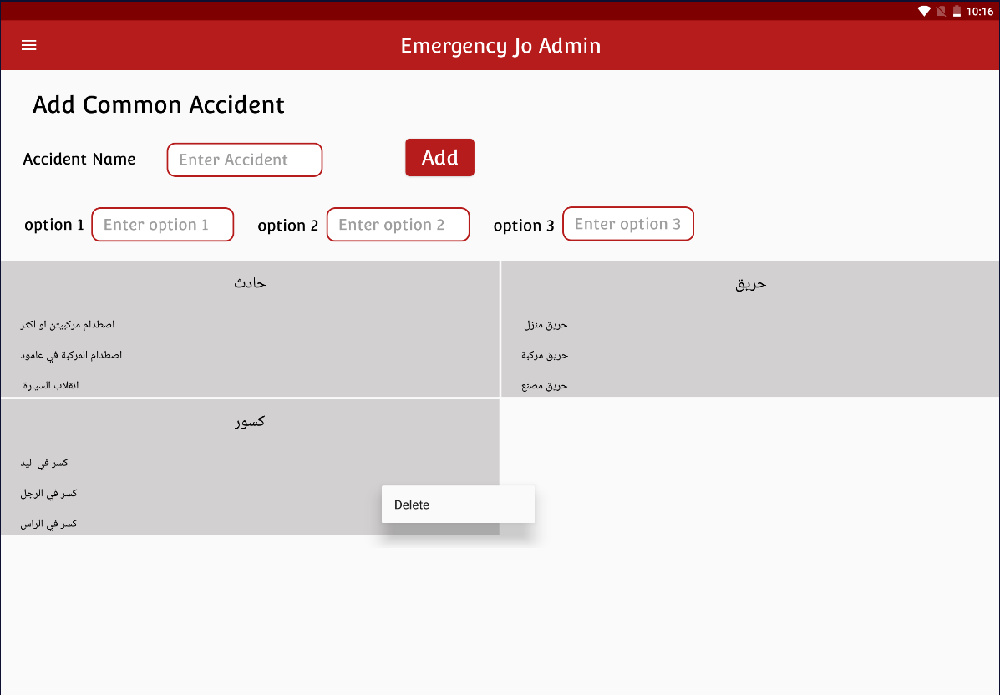 10:16
Emergency Jo Admin
Add Common Accident
Accident Name Enter Accident Add
option 1 Enter option 1 option 2 Enter option 2 option 3 Enter option 3
حادث
اصطدام مركبيتن او اكثر
اصطدام المركبة في عامود
انقلاب السيارة
حريق
حريق منزل
حريق مركبة
حريق مصنع
كسور
كسر في اليد
كسر في الرجل
كسر في الراس
Delete